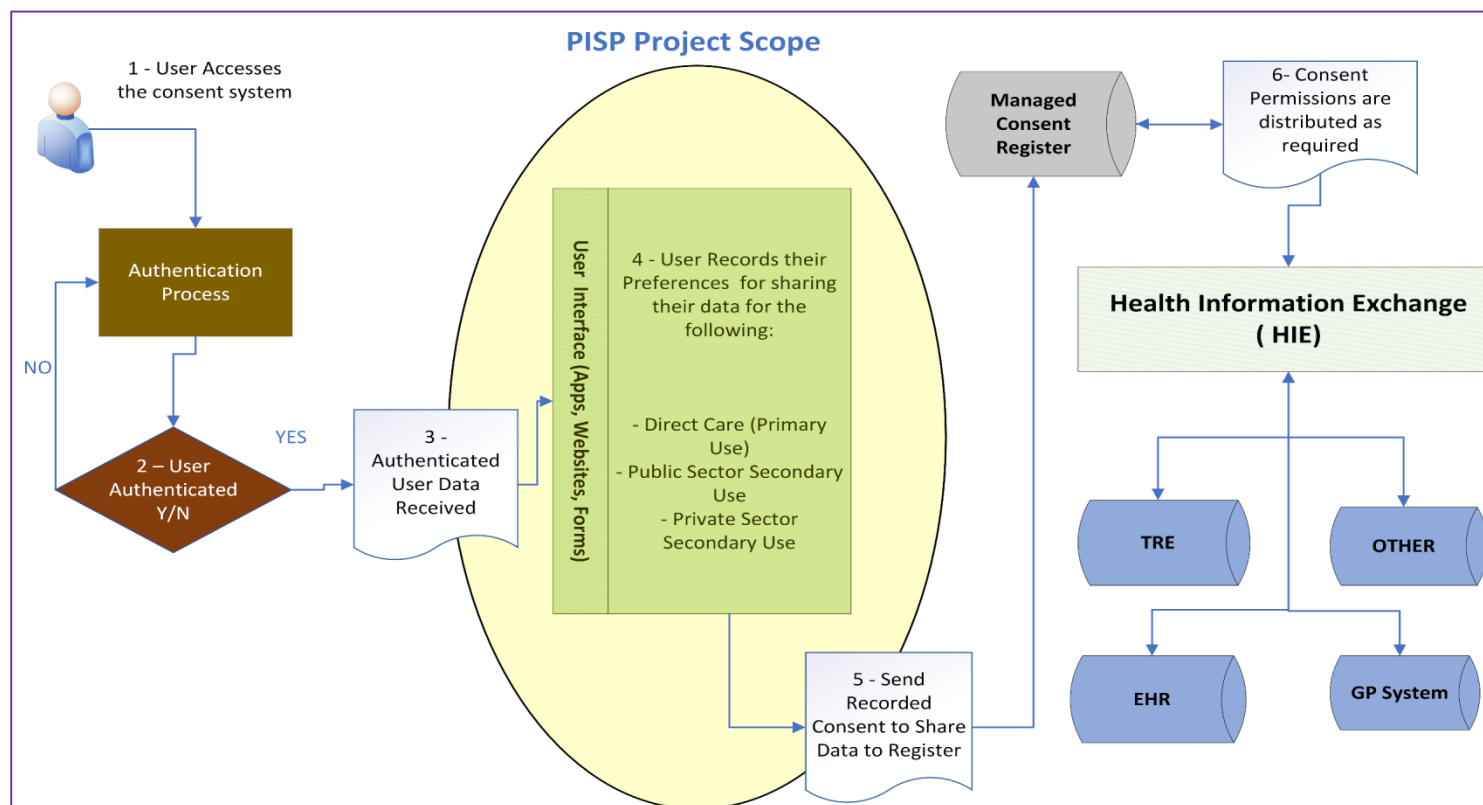 PISP Project Scope
1 - User Accesses
the consent system
Authentication
Process
NO
2 – User
Authenticated
Y/N
YES
3 -
Authenticated
User Data
Received
User Interface (Apps, Websites, Forms)
4 - User Records their
Preferences for sharing
their data for the
following:
- Direct Care (Primary
Use)
- Public Sector Secondary
Use
- Private Sector
Secondary Use
5 - Send
Recorded
Consent to Share
Data to Register
Managed
Consent
Register
6- Consent
Permissions are
distributed as
required
Health Information Exchange
( HIE)
TRE
OTHER
EHR
GP System